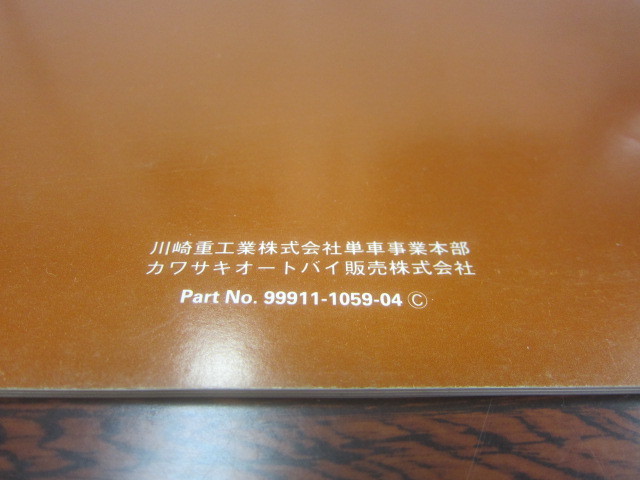 川崎重工業株式会社単車事業本部
カワサキオートバイ販売株式会社
Part No. 99911-1059-04 ©